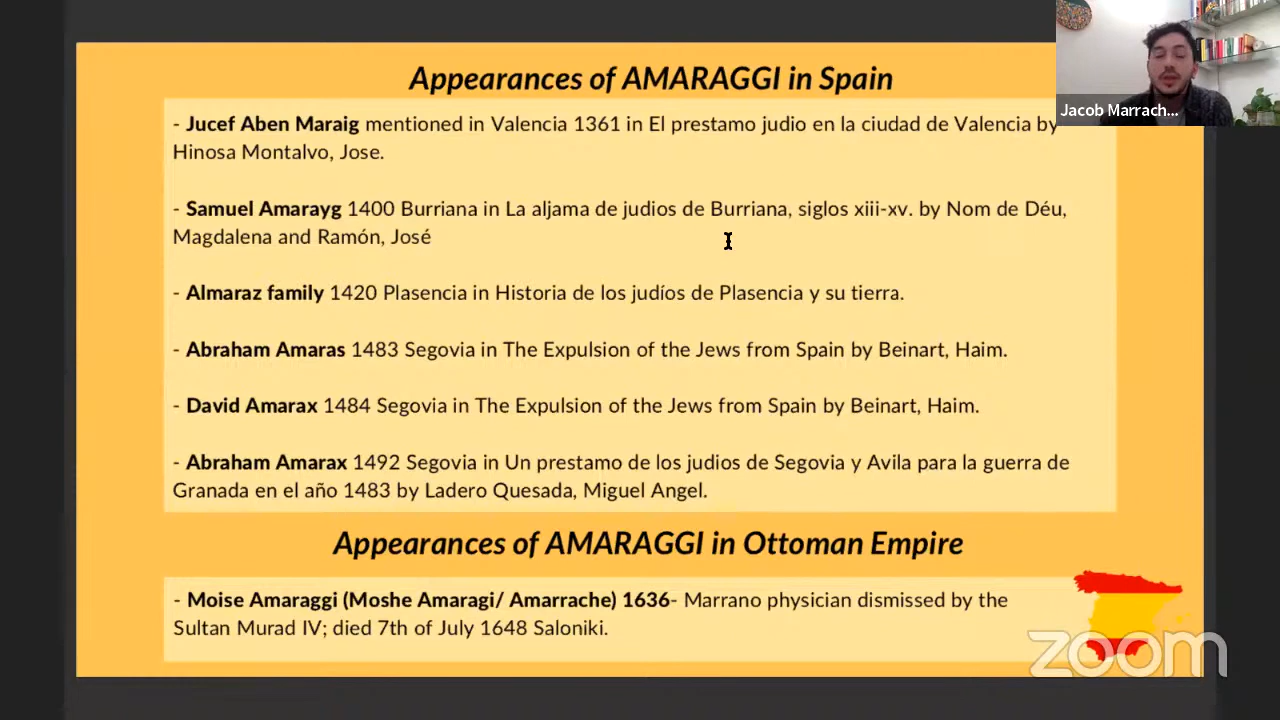 Appearances of AMARAGGI in Spain
- Jucef Aben Maraig mentioned in Valencia 1361 in El prestamo judio en la ciudad de Valencia by
Hinosa Montalvo, Jose.
- Samuel Amarayg 1400 Burriana in La aljama de judios de Burriana, siglos xiii-xv. by Nom de Déu,
Magdalena and Ramón, José
- Almaraz family 1420 Plasencia in Historia de los judíos de Plasencia y su tierra.
- Abraham Amaras 1483 Segovia in The Expulsion of the Jews from Spain by Beinart, Haim.
- David Amarax 1484 Segovia in The Expulsion of the Jews from Spain by Beinart, Haim.
- Abraham Amarax 1492 Segovia in Un prestamo de los judios de Segovia y Avila para la guerra de
Granada en el año 1483 by Ladero Quesada, Miguel Angel.
Appearances of AMARAGGI in Ottoman Empire
- Moise Amaraggi (Moshe Amaragi/ Amarrache) 1636- Marrano physician dismissed by the
Sultan Murad IV; died 7th of July 1648 Saloniki.
Jacob Marrach...
zoom